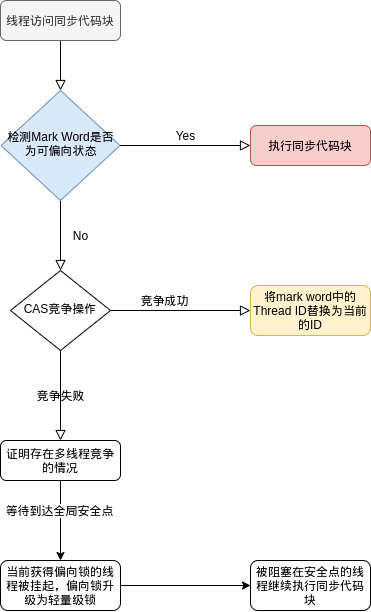 线程访问同步代码块
检测Mark Word是否
为可偏向状态
Yes
执行同步代码块
No
CAS竞争操作
竞争成功
将mark word中的
Thread ID替换为当前
的ID
竞争失败
证明存在多线程竞争
的情况
等待到达全局安全点
当前获得偏向锁的线
程被挂起，偏向锁升
级为轻量级锁
被阻塞在安全点的线
程继续执行同步代码
块